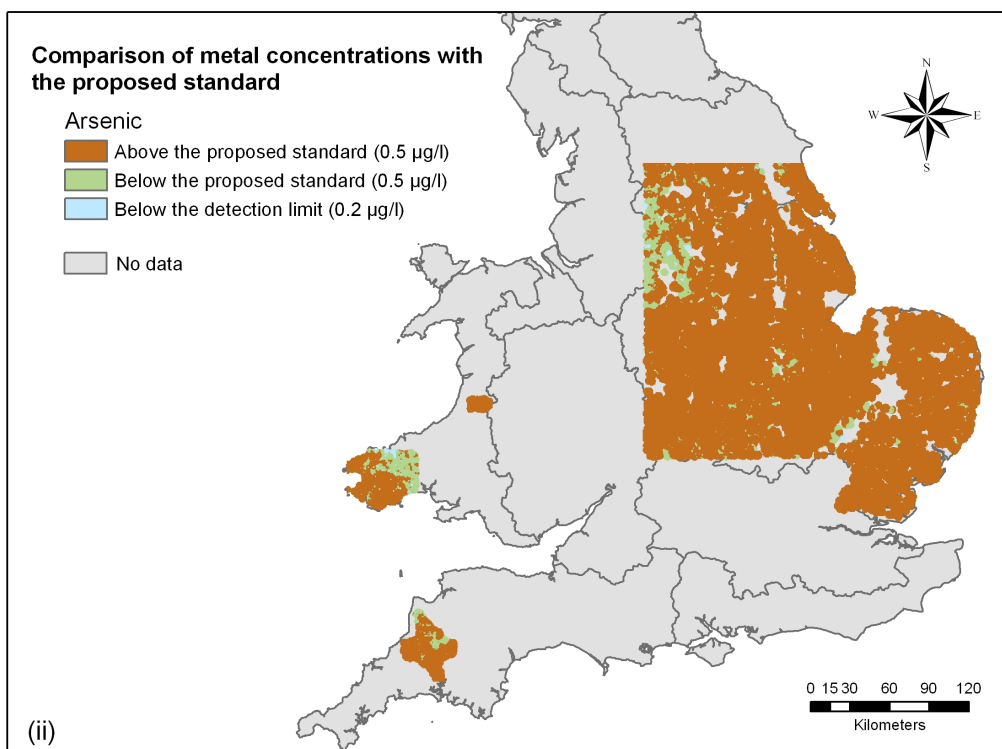 Comparison of metal concentrations with
the proposed standard
Arsenic
Above the proposed standard (0.5 µg/l)
Below the proposed standard (0.5 µg/l)
Below the detection limit (0.2 µg/l)
No data
N
W E
S
0 15 30 60 90 120
Kilometers
(ii)